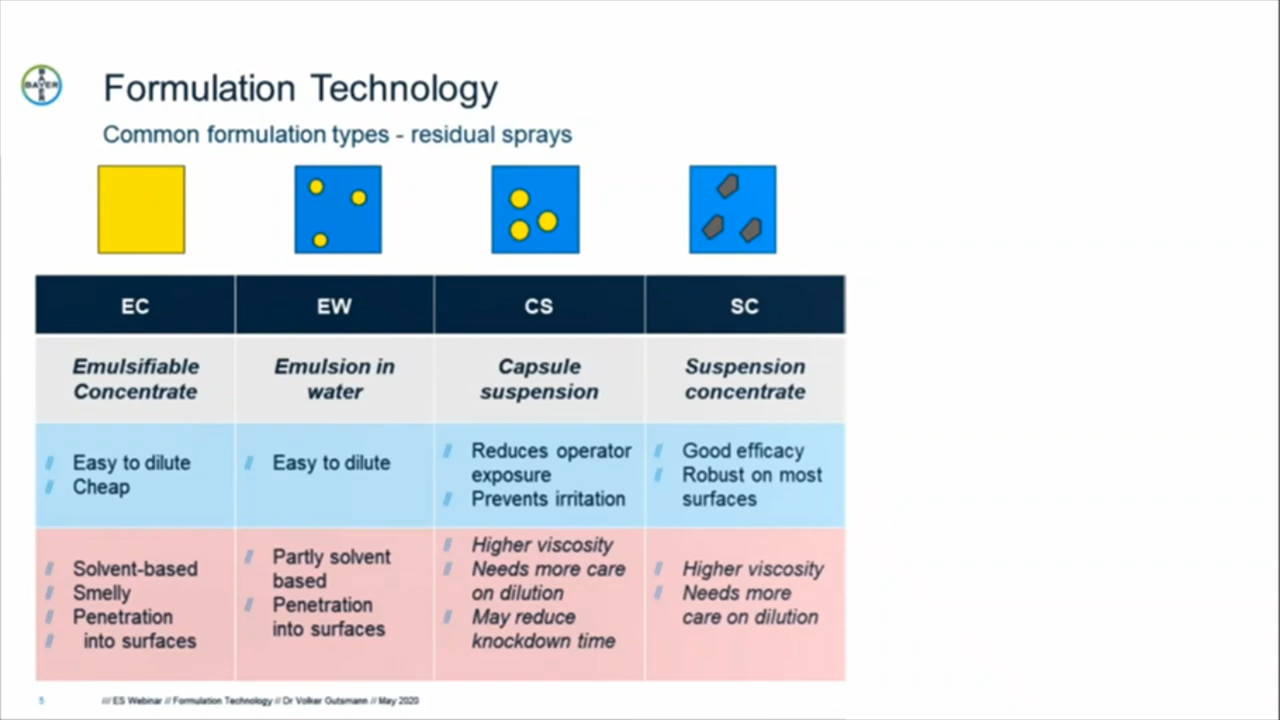 BAYER
BAYER
Formulation Technology
Common formulation types - residual sprays
EC
EW
CS
SC
Emulsifiable
Concentrate
Emulsion in
water
Capsule
suspension
Suspension
concentrate
// Easy to dilute
// Cheap
// Easy to dilute
// Reduces operator
exposure
// Prevents irritation
// Good efficacy
// Robust on most
surfaces
// Solvent-based
// Smelly
// Penetration
// into surfaces
// Partly solvent
based
// Penetration
into surfaces
// Higher viscosity
// Needs more care
on dilution
// May reduce
knockdown time
// Higher viscosity
// Needs more
care on dilution
5
/// ES Webinar // Formulation Technology // Dr Volker Gutsmann // May 2020